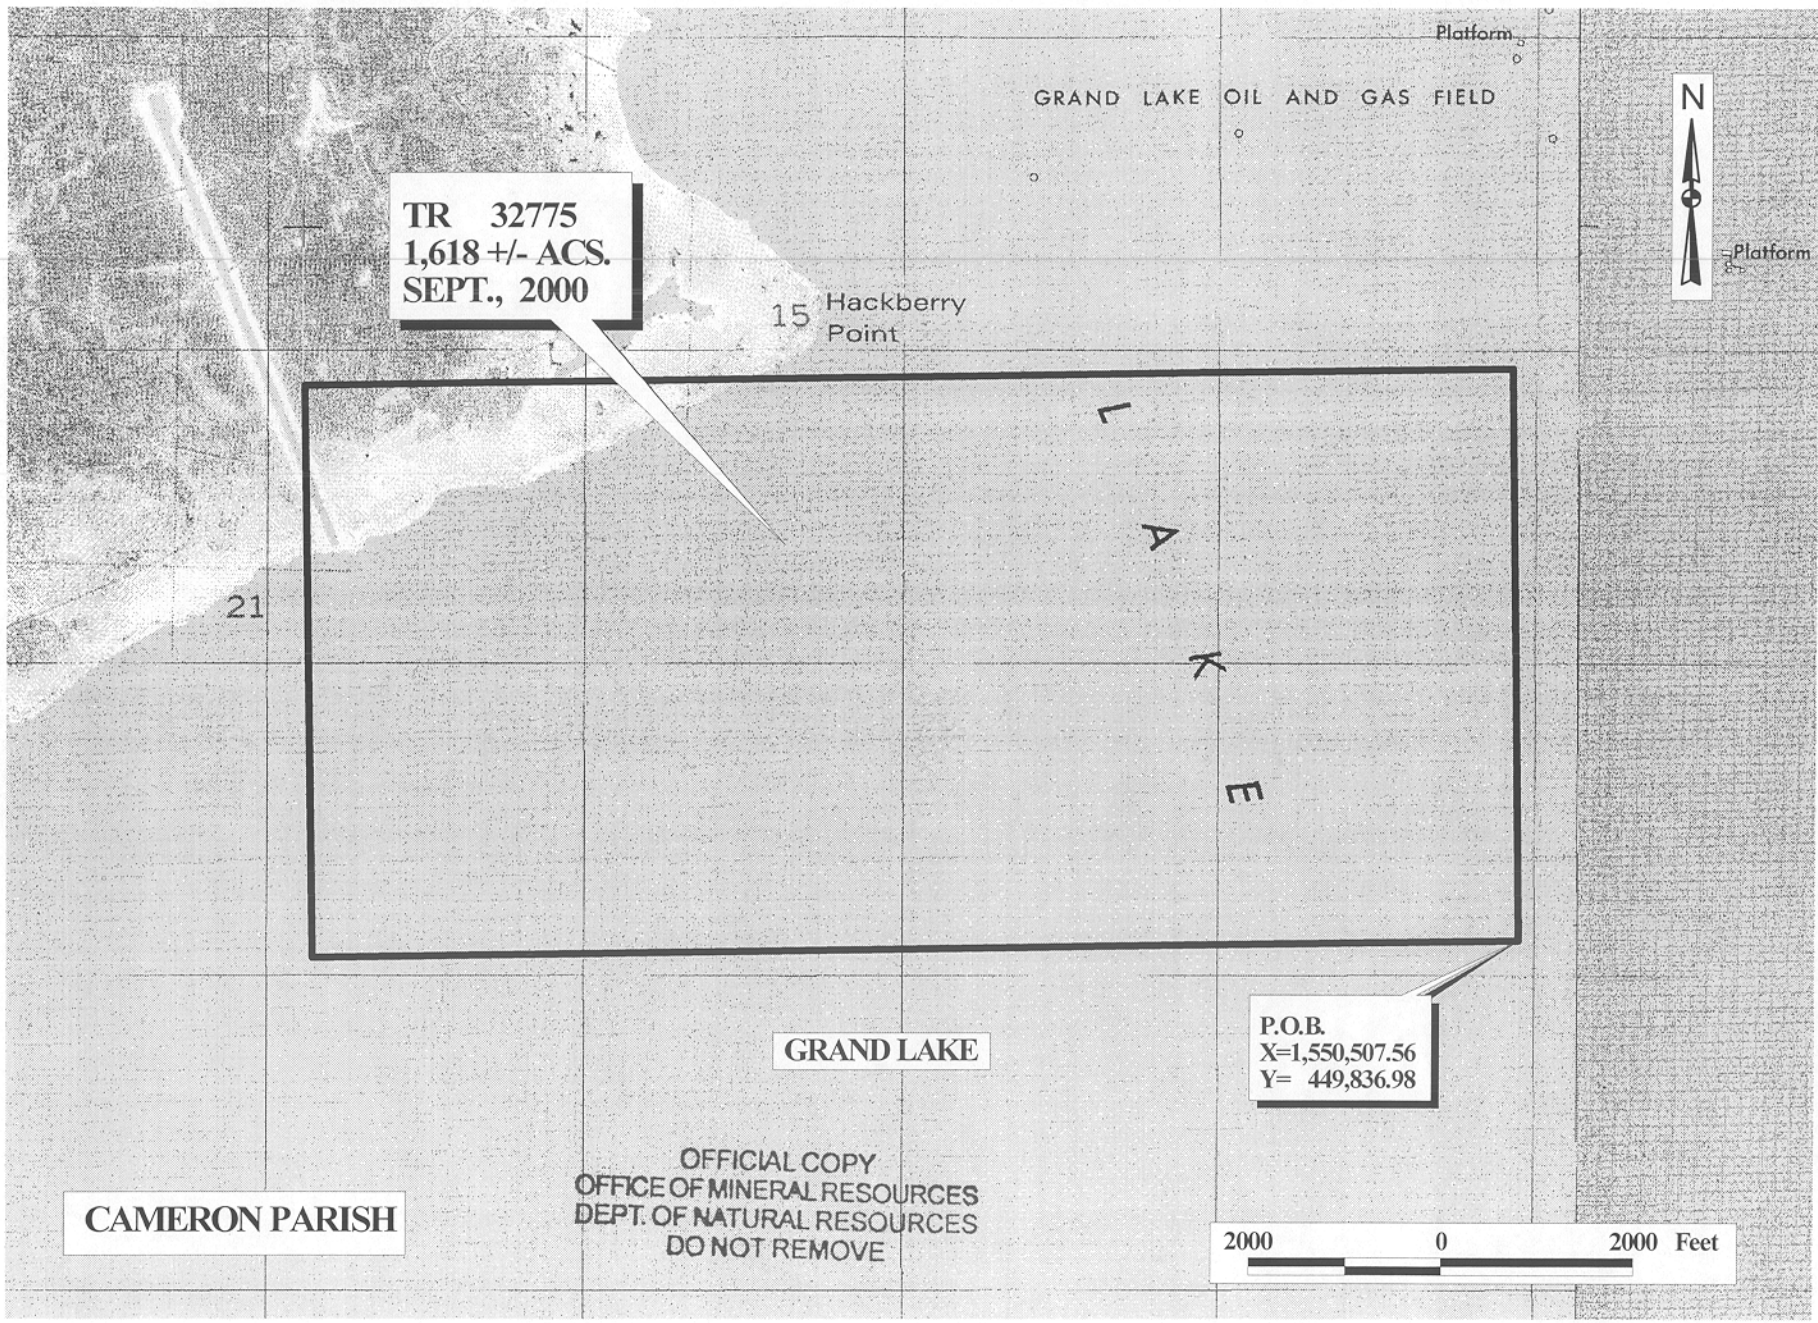 Platform
GRAND LAKE OIL AND GAS FIELD
N
TR 32775
1,618 +/- ACS.
SEPT., 2000
Platform
15
Hackberry
Point
L
A
K
E
21
P.O.B.
X=1,550,507.56
Y= 449,836.98
GRAND LAKE
OFFICIAL COPY
OFFICE OF MINERAL RESOURCES
DEPT. OF NATURAL RESOURCES
DO NOT REMOVE
CAMERON PARISH
2000 0 2000 Feet